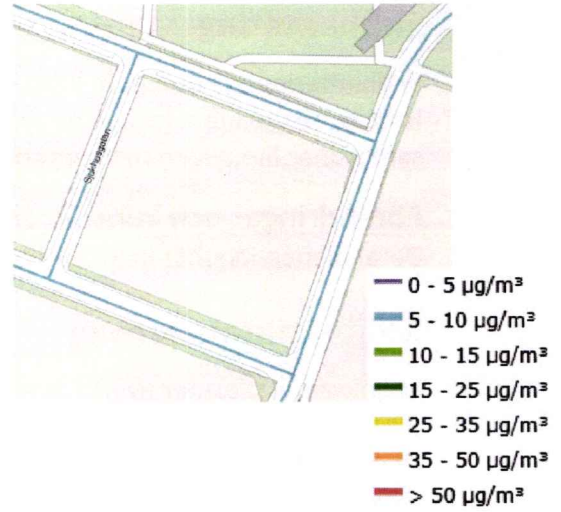 Sjukhusgatan
0 - 5 µg/m³
5 - 10 µg/m³
10 - 15 µg/m³
15 - 25 µg/m³
25 - 35 µg/m³
35 - 50 µg/m³
> 50 µg/m³